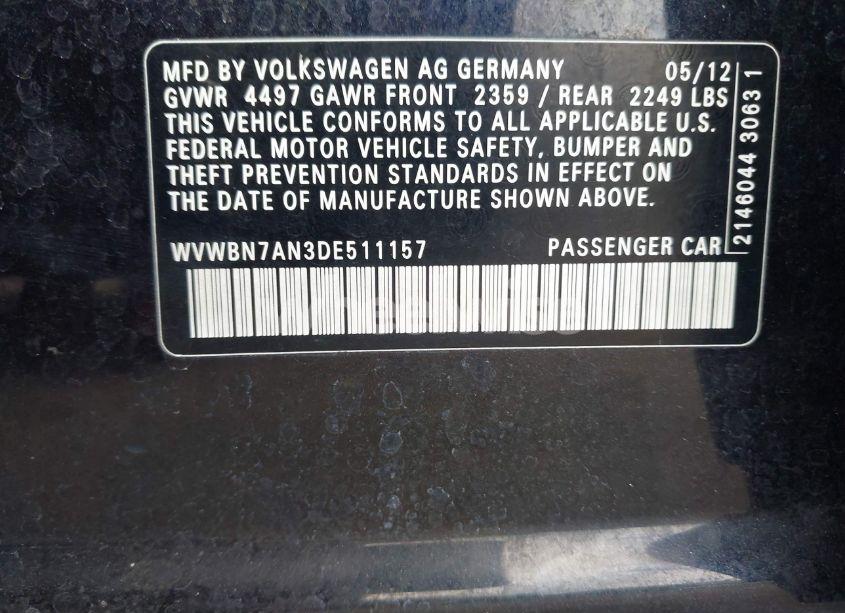 MFD BY VOLKSWAGEN AG GERMANY 05/12
GVWR 4497 GAWR FRONT 2359 / REAR 2249 LBS
THIS VEHICLE CONFORMS TO ALL APPLICABLE U.S.
FEDERAL MOTOR VEHICLE SAFETY, BUMPER AND
THEFT PREVENTION STANDARDS IN EFFECT ON
THE DATE OF MANUFACTURE SHOWN ABOVE.
WVWBN7AN3DE511157 PASSENGER CAR
2146044 3063 1